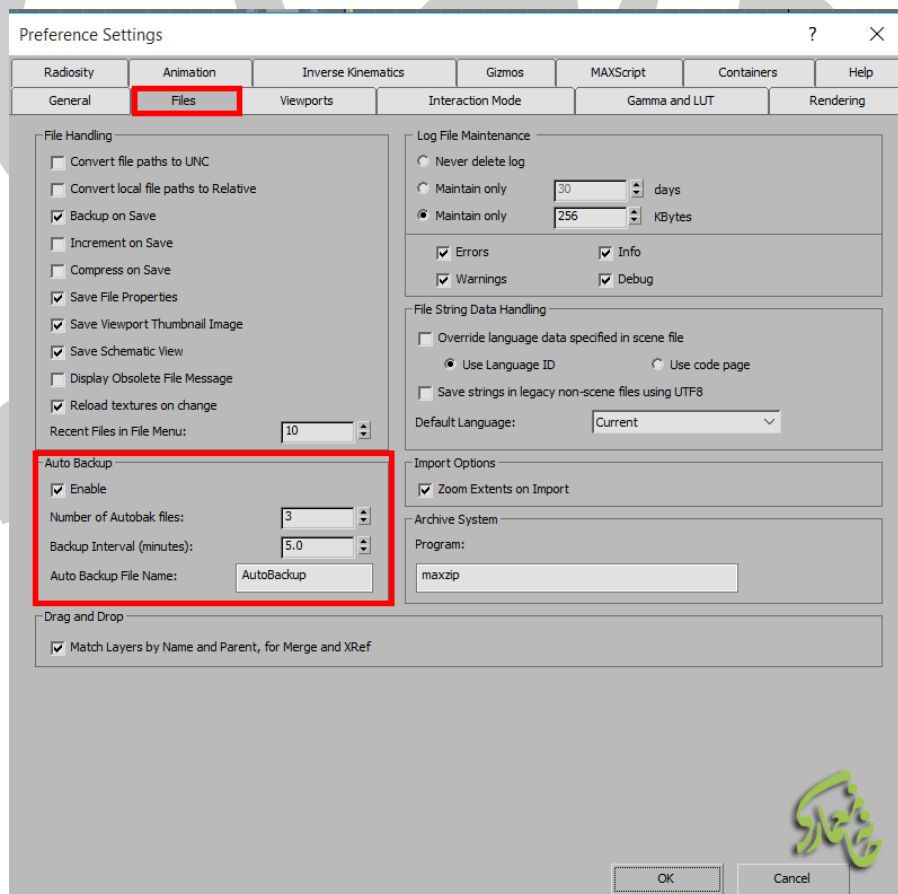 Preference Settings
? ×
Radiosity Animation Inverse Kinematics Gizmos MAXScript Containers Help
General Files Viewports Interaction Mode Gamma and LUT Rendering
File Handling
Convert file paths to UNC
Convert local file paths to Relative
Backup on Save
Increment on Save
Compress on Save
Save File Properties
Save Viewport Thumbnail Image
Save Schematic View
Display Obsolete File Message
Reload textures on change
Recent Files in File Menu: 10
Auto Backup
Enable
Number of Autobak files: 3
Backup Interval (minutes): 5.0
Auto Backup File Name: AutoBackup
Log File Maintenance
Never delete log
Maintain only 30 days
Maintain only 256 KBytes
Errors Info
Warnings Debug
File String Data Handling
Override language data specified in scene file
Use Language ID Use code page
Save strings in legacy non-scene files using UTF8
Default Language: Current
Import Options
Zoom Extents on Import
Archive System
Program:
maxzip
Drag and Drop
Match Layers by Name and Parent, for Merge and XRef
OK Cancel